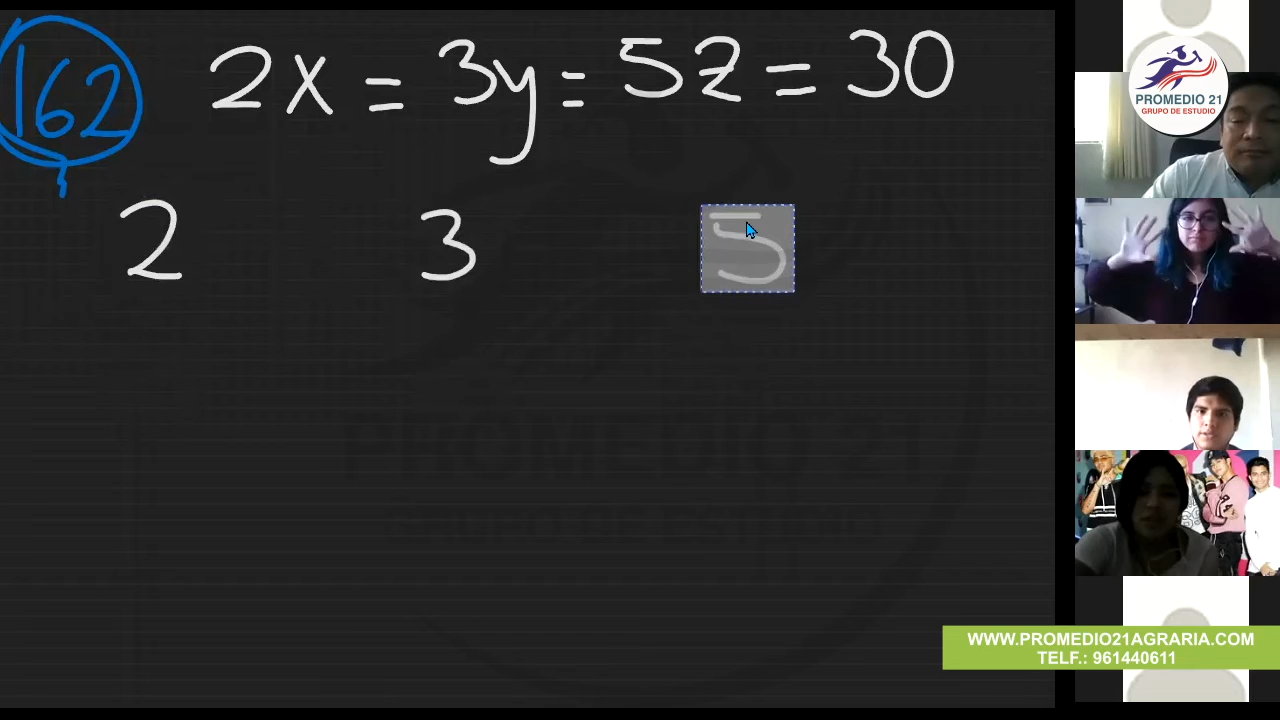 162 2x = 3y = 5z = 30
2 3 5
PROMEDIO 21
GRUPO DE ESTUDIO
WWW.PROMEDIO21AGRARIA.COM
TELF.: 961440611